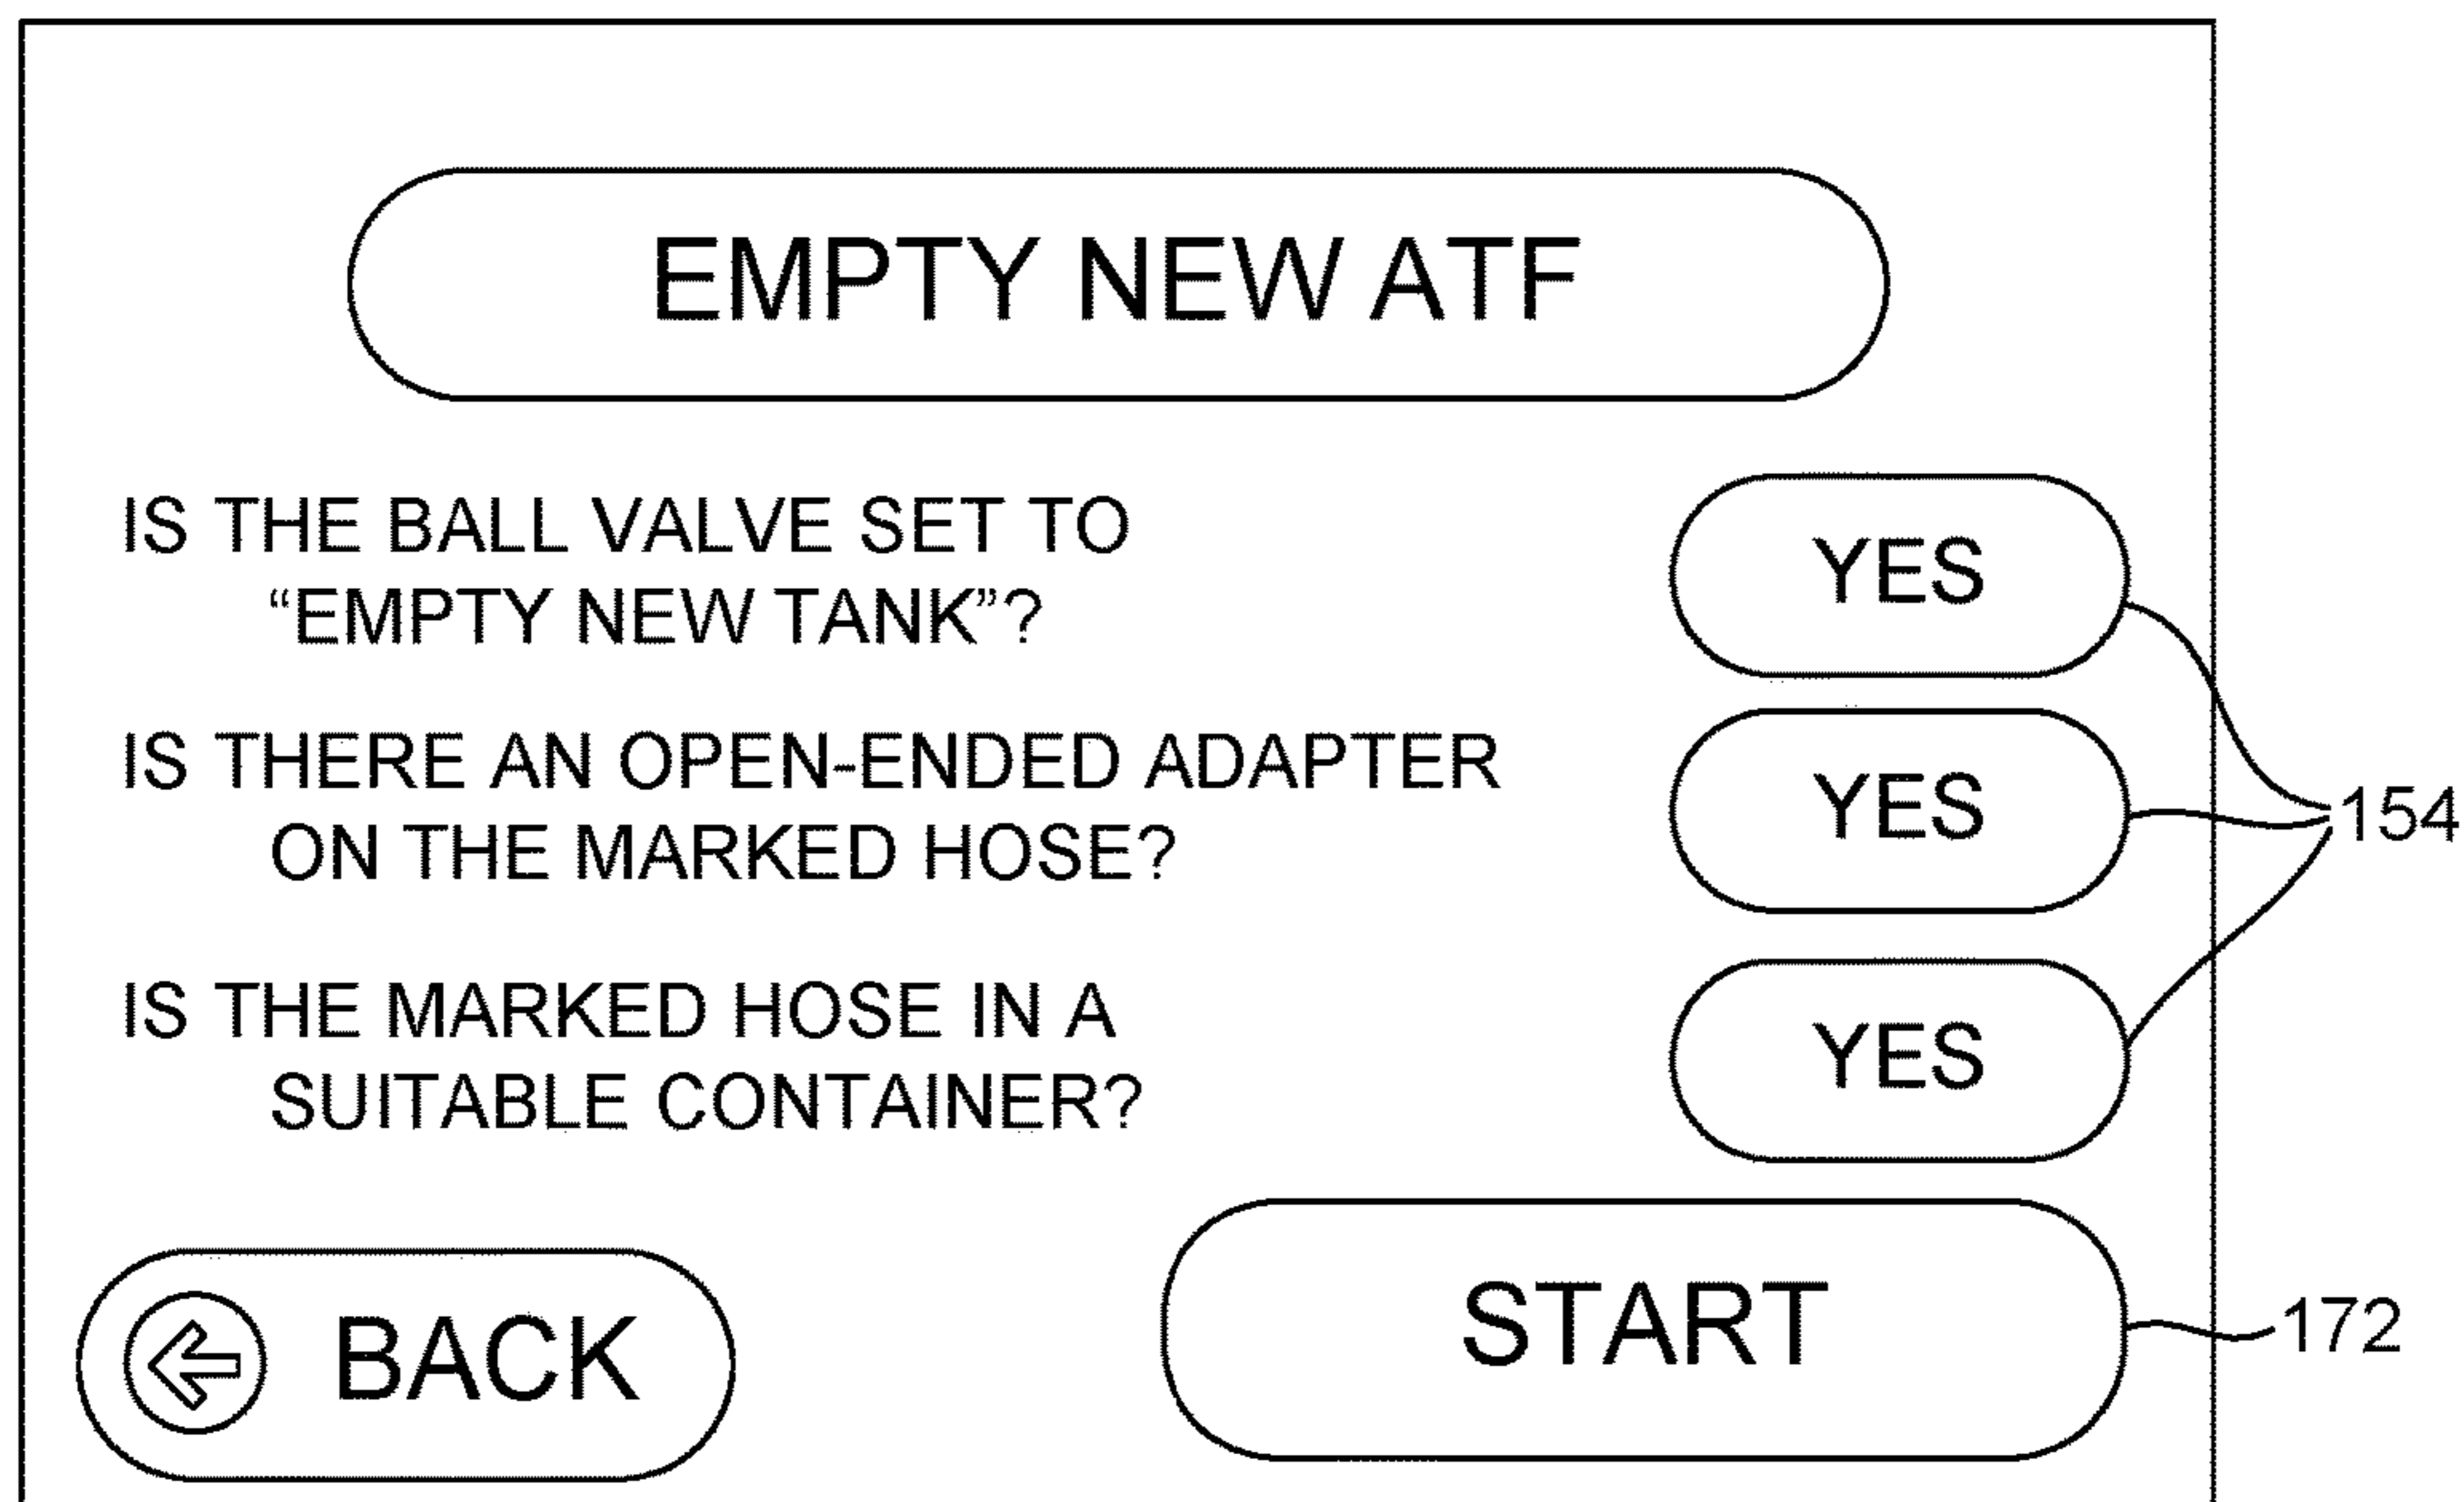 EMPTY NEW ATF
IS THE BALL VALVE SET TO
“EMPTY NEW TANK”?
YES
IS THERE AN OPEN-ENDED ADAPTER
ON THE MARKED HOSE?
YES
154
IS THE MARKED HOSE IN A
SUITABLE CONTAINER?
YES
BACK
START
172